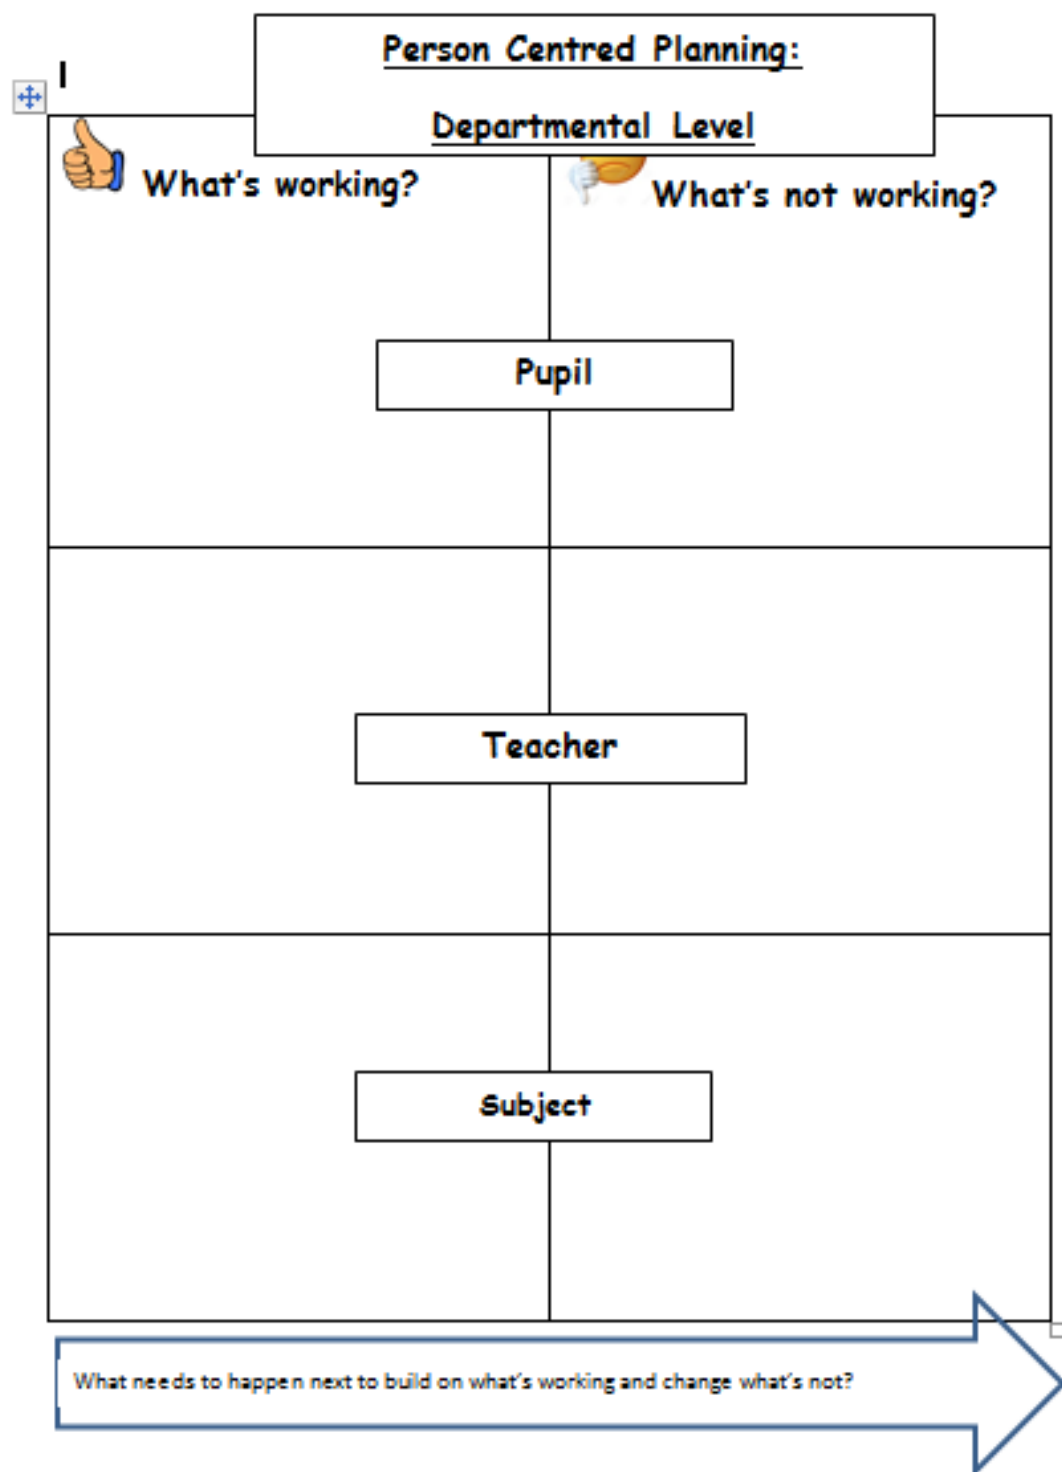 Person Centred Planning:
Departmental Level
What's working?
What's not working?
Pupil
Teacher
Subject
What needs to happen next to build on what's working and change what's not?